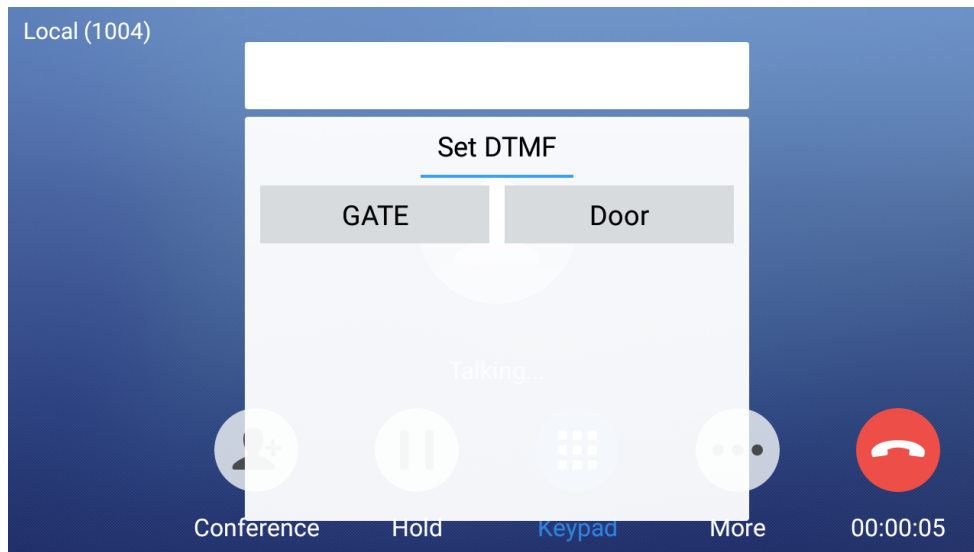 Local (1004)
Set DTMF
GATE Door
Talking...
Conference Hold Keypad More 00:00:05